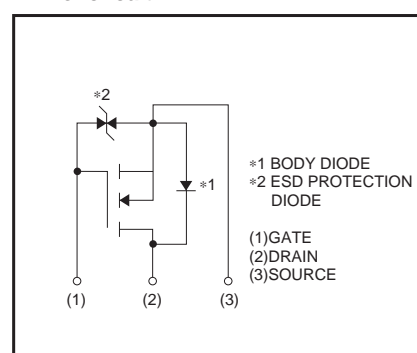 ∗2
∗1
∗1 BODY DIODE
∗2 ESD PROTECTION
DIODE
(1)GATE
(2)DRAIN
(3)SOURCE
(1) (2) (3)